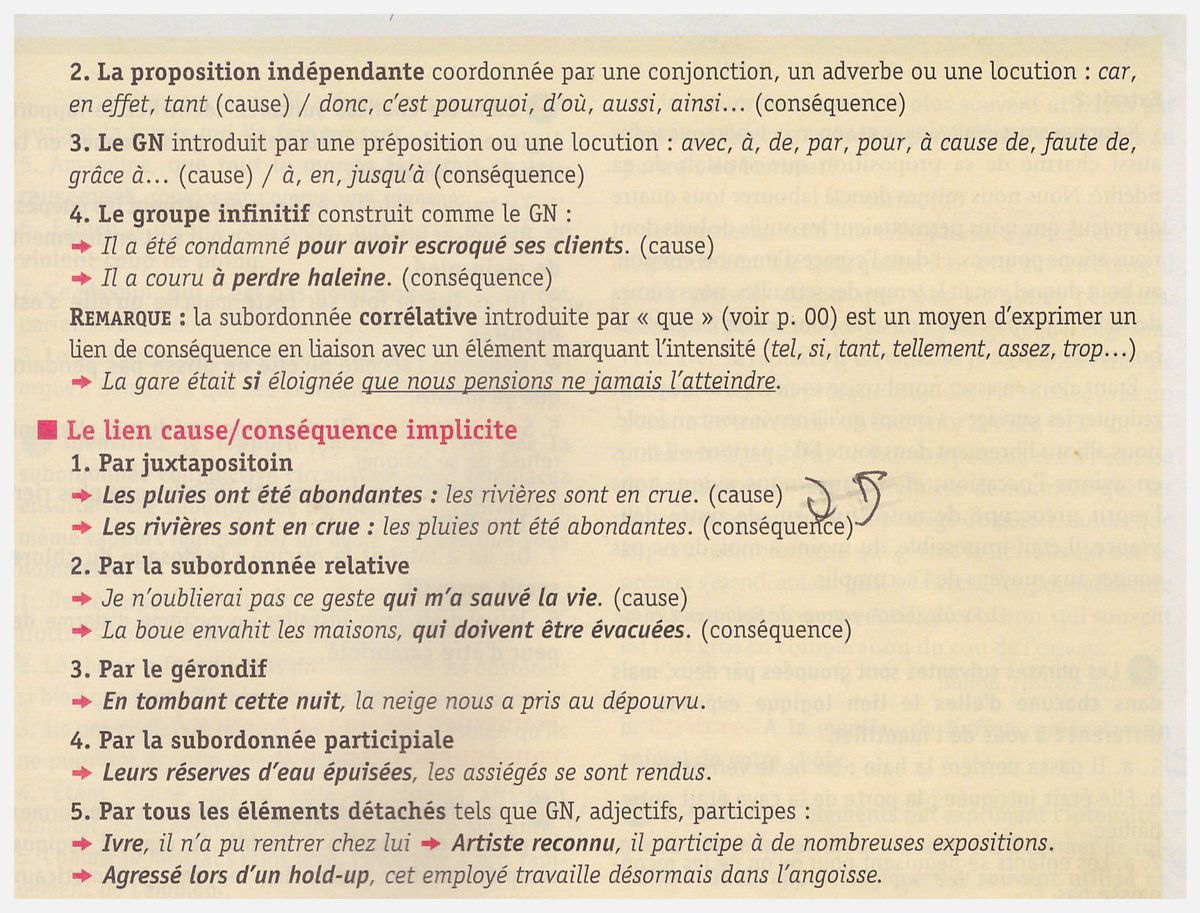 2. La proposition indépendante coordonnée par une conjonction, un adverbe ou une locution : car,
en effet, tant (cause) / donc, c'est pourquoi, d'où, aussi, ainsi... (conséquence)
3. Le GN introduit par une préposition ou une locution : avec, à, de, par, pour, à cause de, faute de,
grâce à... (cause) / à, en, jusqu'à (conséquence)
4. Le groupe infinitif construit comme le GN :
➜ Il a été condamné pour avoir escroqué ses clients. (cause)
➜ Il a couru à perdre haleine. (conséquence)
REMARQUE : la subordonnée corrélative introduite par « que » (voir p. 00) est un moyen d'exprimer un
lien de conséquence en liaison avec un élément marquant l'intensité (tel, si, tant, tellement, assez, trop...)
➜ La gare était si éloignée que nous pensions ne jamais l'atteindre.
■ Le lien cause/conséquence implicite
1. Par juxtapositoin
➜ Les pluies ont été abondantes : les rivières sont en crue. (cause)
➜ Les rivières sont en crue : les pluies ont été abondantes. (conséquence)
2. Par la subordonnée relative
➜ Je n'oublierai pas ce geste qui m'a sauvé la vie. (cause)
➜ La boue envahit les maisons, qui doivent être évacuées. (conséquence)
3. Par le gérondif
➜ En tombant cette nuit, la neige nous a pris au dépourvu.
4. Par la subordonnée participiale
➜ Leurs réserves d'eau épuisées, les assiégés se sont rendus.
5. Par tous les éléments détachés tels que GN, adjectifs, participes :
➜ Ivre, il n'a pu rentrer chez lui ➜ Artiste reconnu, il participe à de nombreuses expositions.
➜ Agressé lors d'un hold-up, cet employé travaille désormais dans l'angoisse.